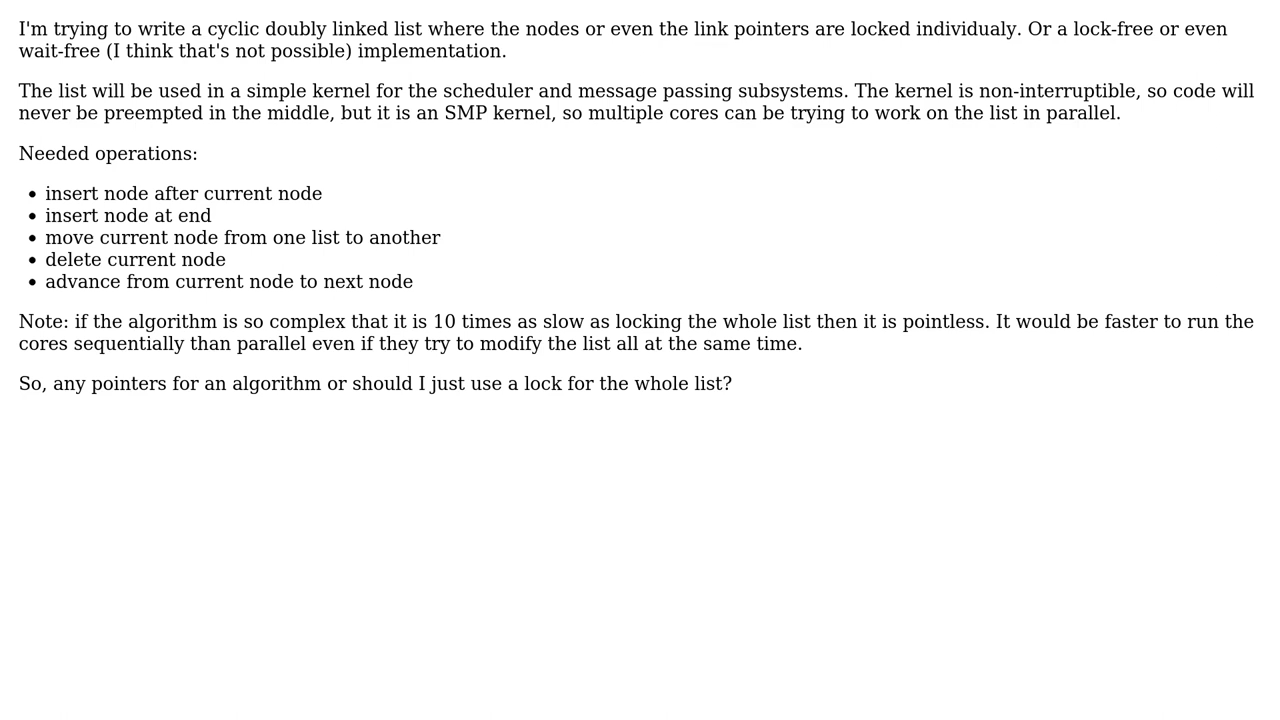 I'm trying to write a cyclic doubly linked list where the nodes or even the link pointers are locked individualy. Or a lock-free or even
wait-free (I think that's not possible) implementation.
The list will be used in a simple kernel for the scheduler and message passing subsystems. The kernel is non-interruptible, so code will
never be preempted in the middle, but it is an SMP kernel, so multiple cores can be trying to work on the list in parallel.
Needed operations:
• insert node after current node
• insert node at end
• move current node from one list to another
• delete current node
• advance from current node to next node
Note: if the algorithm is so complex that it is 10 times as slow as locking the whole list then it is pointless. It would be faster to run the
cores sequentially than parallel even if they try to modify the list all at the same time.
So, any pointers for an algorithm or should I just use a lock for the whole list?